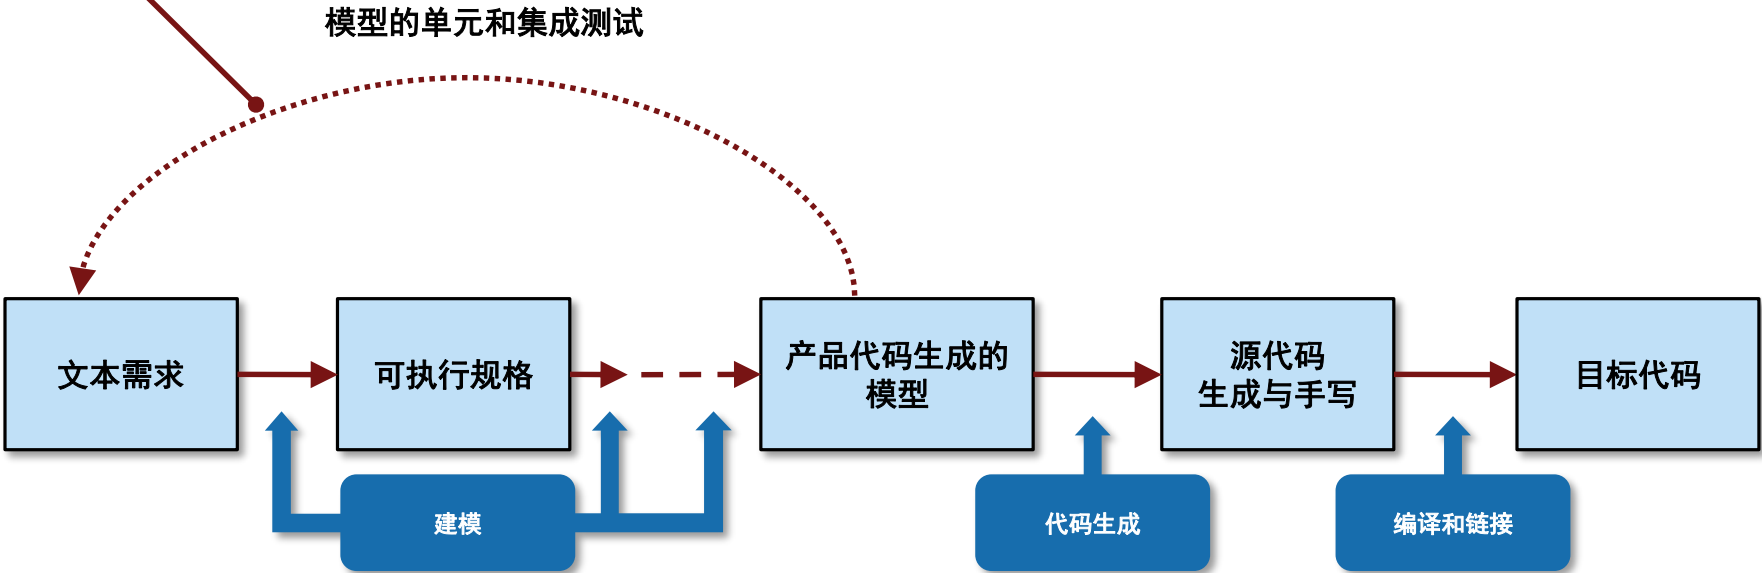 模型的单元和集成测试
文本需求
可执行规格
产品代码生成的
模型
源代码
生成与手写
目标代码
建模
代码生成
编译和链接